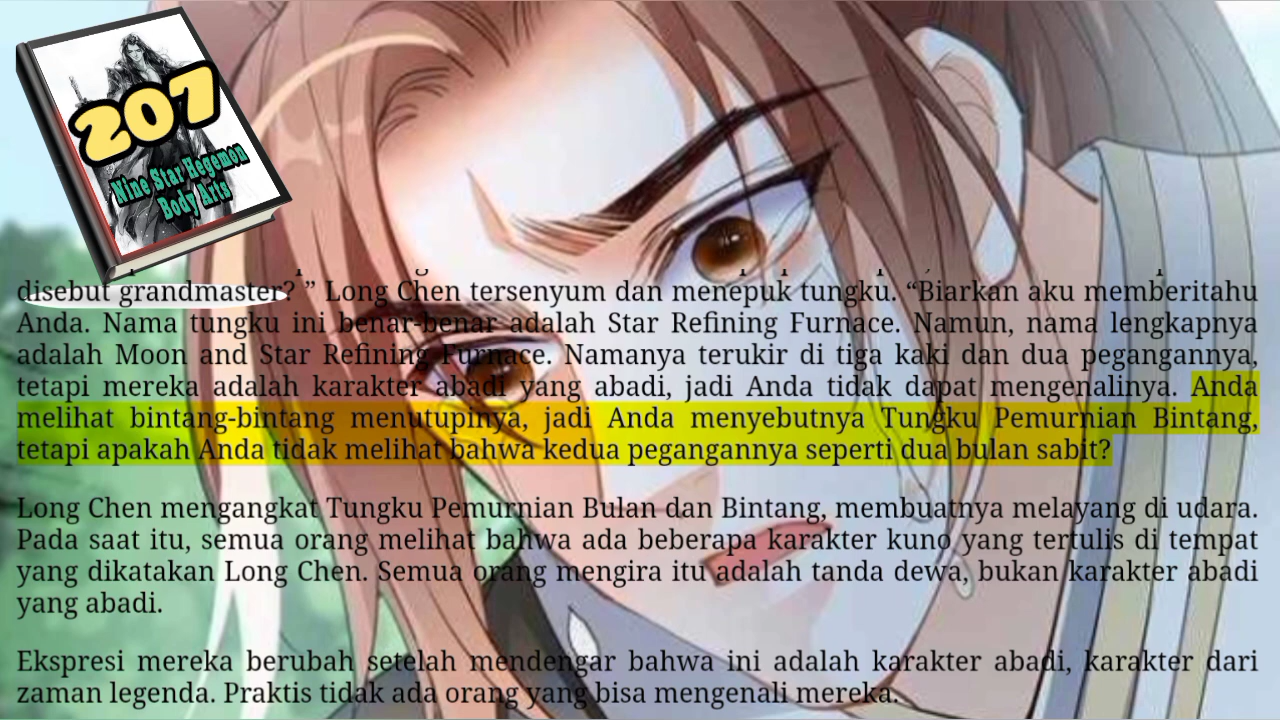 207
Nine Star Hegemon
Body Arts
disebut grandmaster? ” Long Chen tersenyum dan menepuk tungku. “Biarkan aku memberitahu
Anda. Nama tungku ini benar-benar adalah Star Refining Furnace. Namun, nama lengkapnya
adalah Moon and Star Refining Furnace. Namanya terukir di tiga kaki dan dua pegangannya,
tetapi mereka adalah karakter abadi yang abadi, jadi Anda tidak dapat mengenalinya. Anda
melihat bintang-bintang menutupinya, jadi Anda menyebutnya Tungku Pemurnian Bintang,
tetapi apakah Anda tidak melihat bahwa kedua pegangannya seperti dua bulan sabit?
Long Chen mengangkat Tungku Pemurnian Bulan dan Bintang, membuatnya melayang di udara.
Pada saat itu, semua orang melihat bahwa ada beberapa karakter kuno yang tertulis di tempat
yang dikatakan Long Chen. Semua orang mengira itu adalah tanda dewa, bukan karakter abadi
yang abadi.
Ekspresi mereka berubah setelah mendengar bahwa ini adalah karakter abadi, karakter dari
zaman legenda. Praktis tidak ada orang yang bisa mengenali mereka.